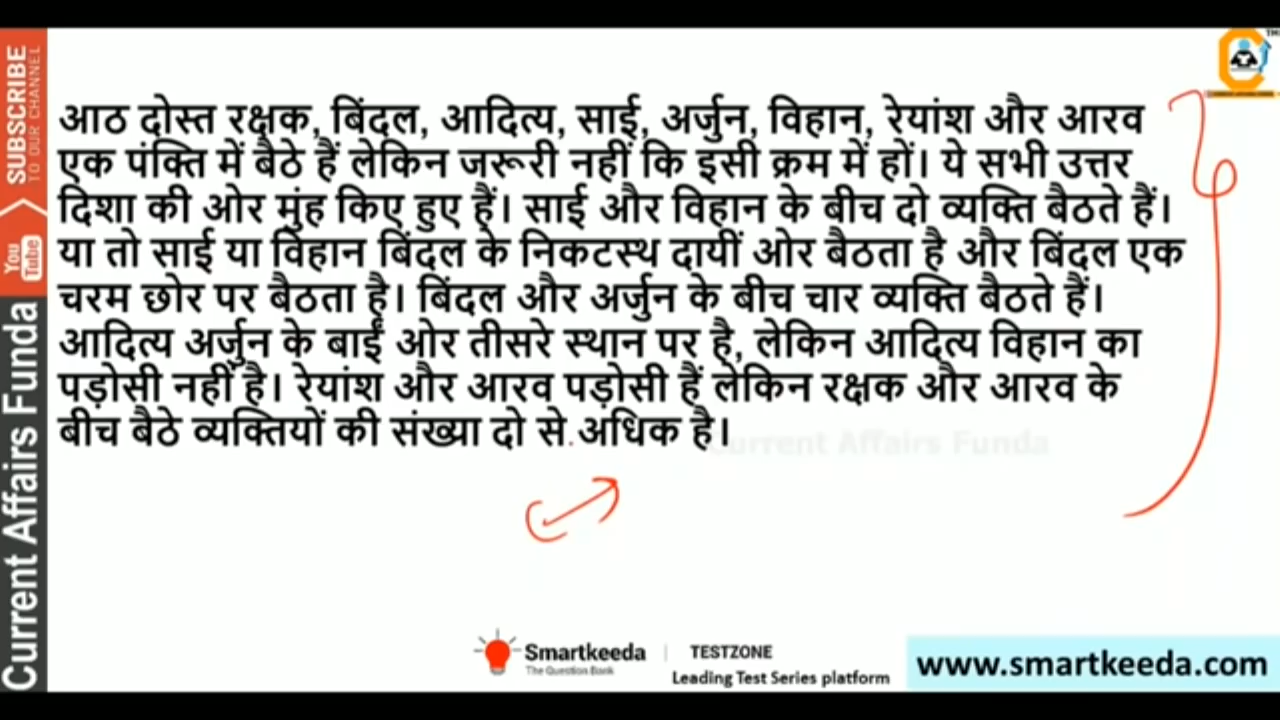 आठ दोस्त रक्षक, बिंदल, आदित्य, साई, अर्जुन, विहान, रेयांश और आरव
एक पंक्ति में बैठे हैं लेकिन जरूरी नहीं कि इसी क्रम में हों। ये सभी उत्तर
दिशा की ओर मुंह किए हुए हैं। साई और विहान के बीच दो व्यक्ति बैठते हैं।
या तो साई या विहान बिंदल के निकटस्थ दायीं ओर बैठता है और बिंदल एक
चरम छोर पर बैठता है। बिंदल और अर्जुन के बीच चार व्यक्ति बैठते हैं।
आदित्य अर्जुन के बाईं ओर तीसरे स्थान पर है, लेकिन आदित्य विहान का
पड़ोसी नहीं है। रेयांश और आरव पड़ोसी हैं लेकिन रक्षक और आरव के
बीच बैठे व्यक्तियों की संख्या दो से अधिक है।
Current Affairs Funda
SUBSCRIBE
TO OUR CHANNEL
You
Tube
Current Affairs Funda
Smartkeeda
The Question Bank
TESTZONE
Leading Test Series platform
www.smartkeeda.com